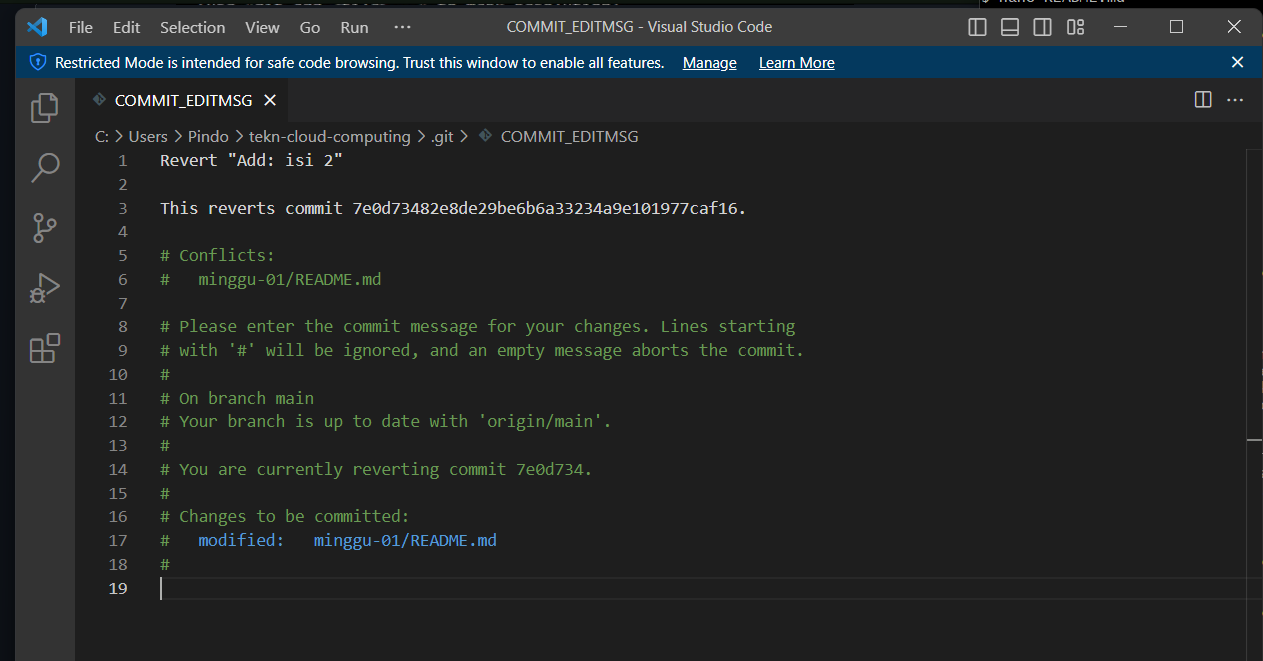 File Edit Selection View Go Run ··· COMMIT_EDITMSG - Visual Studio Code
Restricted Mode is intended for safe code browsing. Trust this window to enable all features. Manage Learn More
COMMIT_EDITMSG
C: > Users > Pindo > tekn-cloud-computing > .git > COMMIT_EDITMSG
1 Revert "Add: isi 2"
2
3 This reverts commit 7e0d73482e8de29be6b6a33234a9e101977caf16.
4
5 # Conflicts:
6 #   minggu-01/README.md
7
8 # Please enter the commit message for your changes. Lines starting
9 # with '#' will be ignored, and an empty message aborts the commit.
10 #
11 # On branch main
12 # Your branch is up to date with 'origin/main'.
13 #
14 # You are currently reverting commit 7e0d734.
15 #
16 # Changes to be committed:
17 #   modified:   minggu-01/README.md
18 #
19